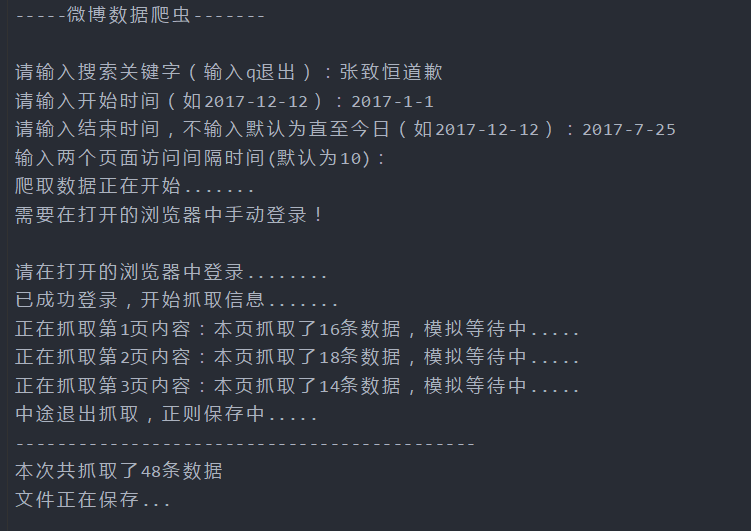 -----微博数据爬虫-------
请输入搜索关键字（输入q退出）：张致恒道歉
请输入开始时间（如2017-12-12）：2017-1-1
请输入结束时间，不输入默认为直至今日（如2017-12-12）：2017-7-25
输入两个页面访问间隔时间(默认为10)：
爬取数据正在开始.......
需要在打开的浏览器中手动登录！
请在打开的浏览器中登录........
已成功登录，开始抓取信息.......
正在抓取第1页内容：本页抓取了16条数据，模拟等待中.....
正在抓取第2页内容：本页抓取了18条数据，模拟等待中.....
正在抓取第3页内容：本页抓取了14条数据，模拟等待中.....
中途退出抓取，正则保存中.....
--------------------------------------------
本次共抓取了48条数据
文件正在保存...